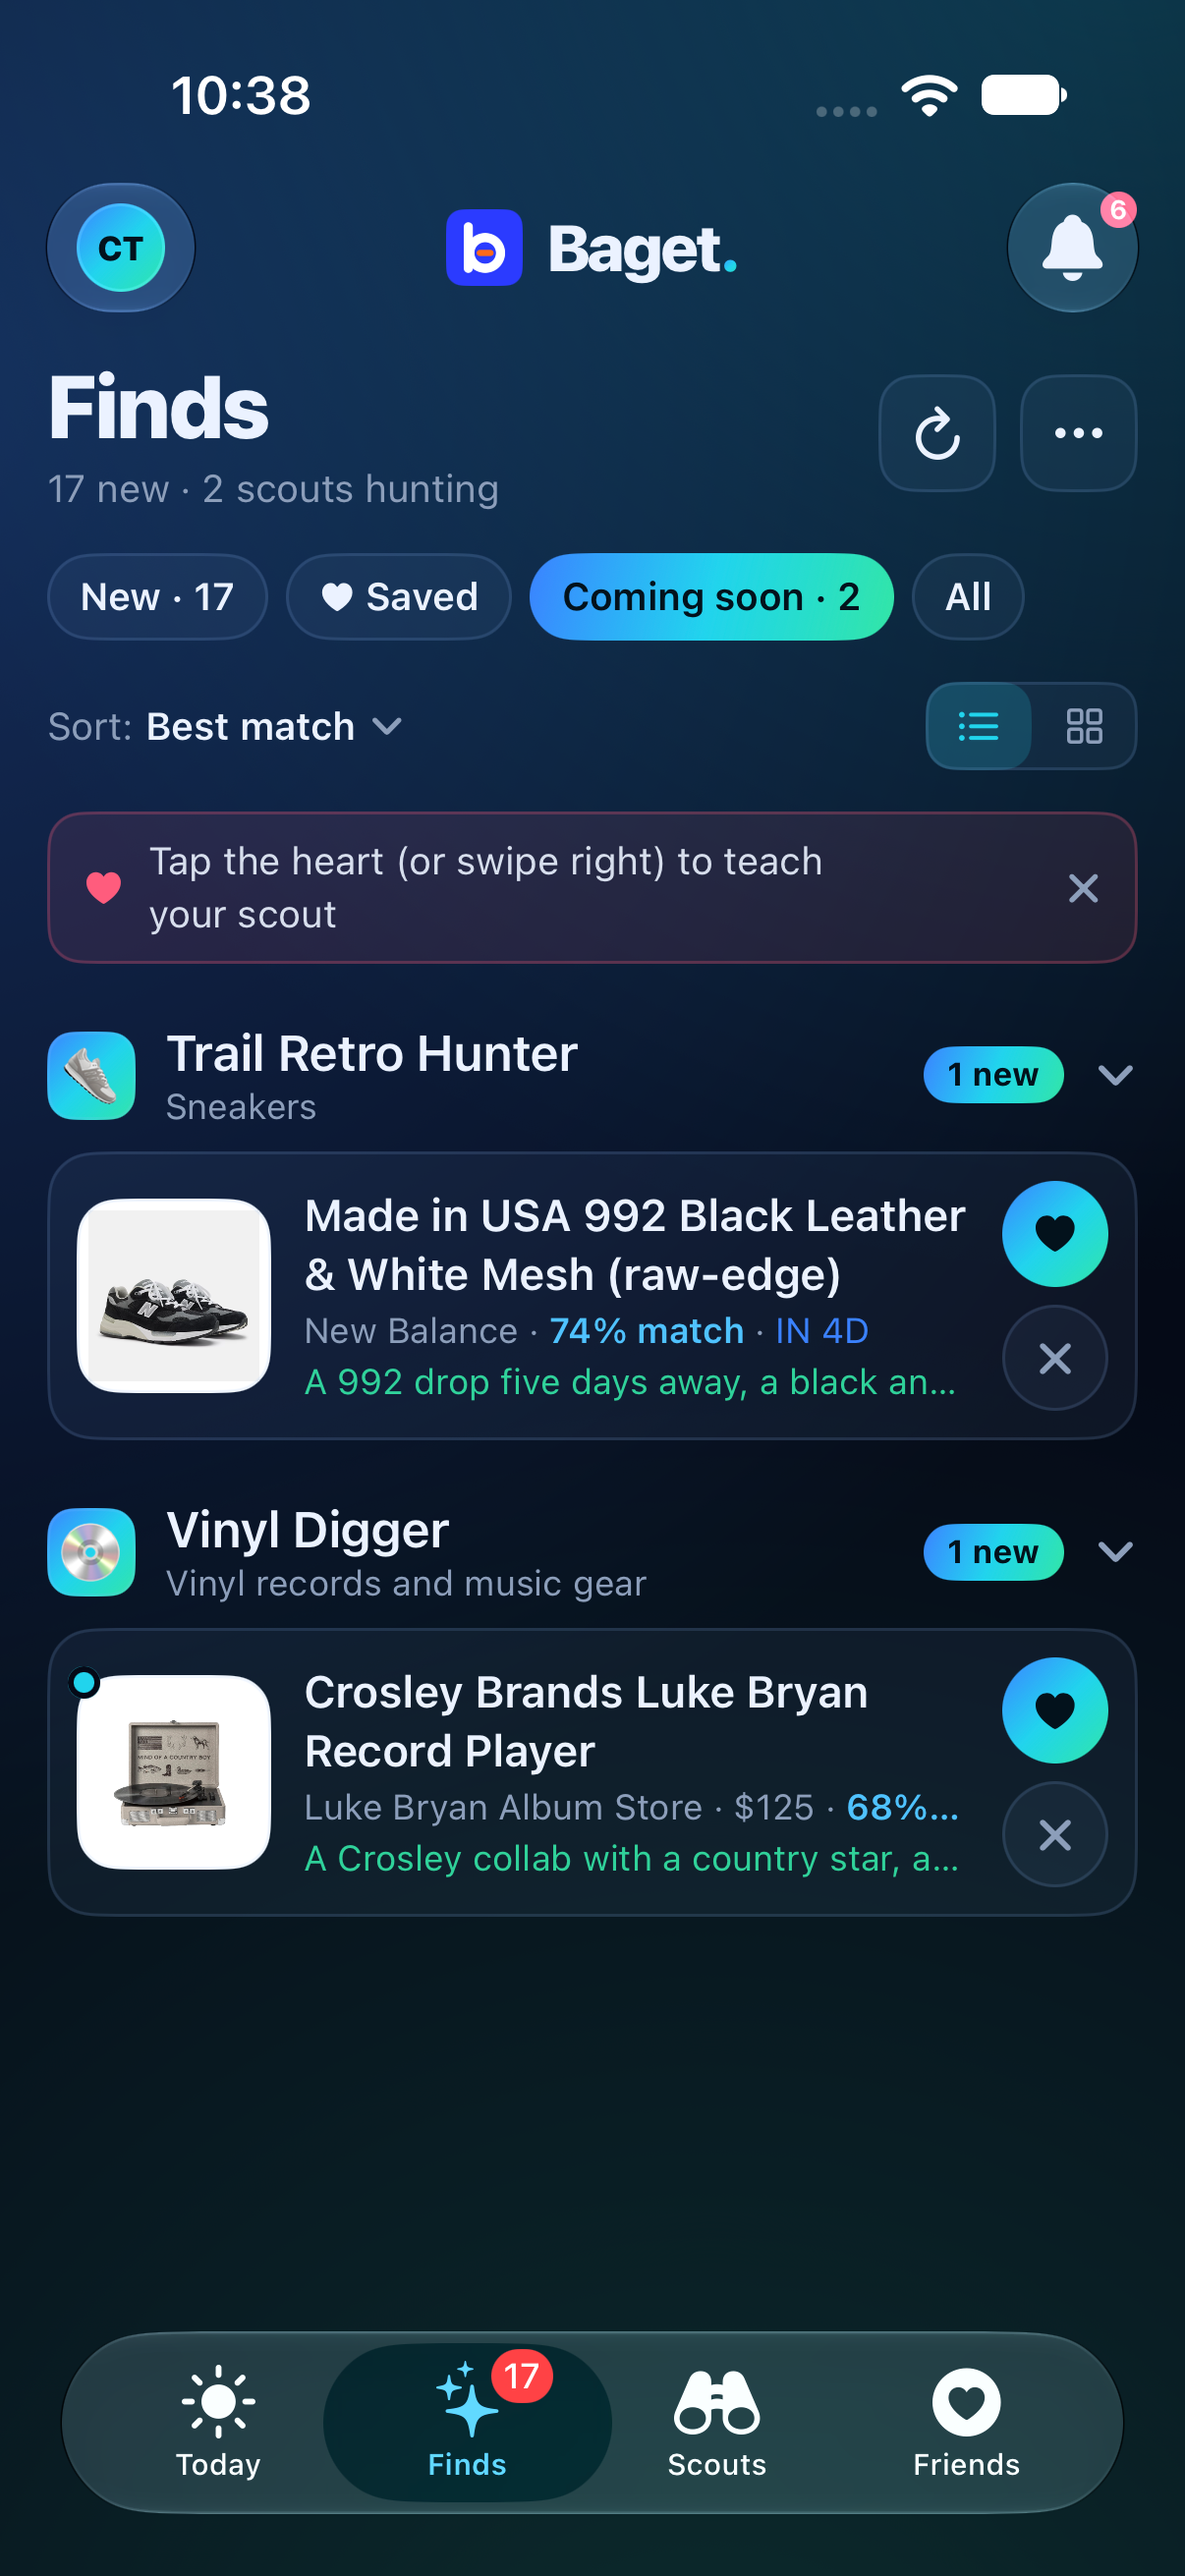 10:38
CT
b Baget.
6
Finds
17 new · 2 scouts hunting
New · 17
Saved
Coming soon · 2
All
Sort: Best match
Tap the heart (or swipe right) to teach
your scout
Trail Retro Hunter
Sneakers
1 new
Made in USA 992 Black Leather
& White Mesh (raw-edge)
New Balance · 74% match · IN 4D
A 992 drop five days away, a black an...
N N
Vinyl Digger
Vinyl records and music gear
1 new
Crosley Brands Luke Bryan
Record Player
Luke Bryan Album Store · $125 · 68%...
A Crosley collab with a country star, a...
MIND OF A COUNTRY BOY
17
Today
Finds
Scouts
Friends